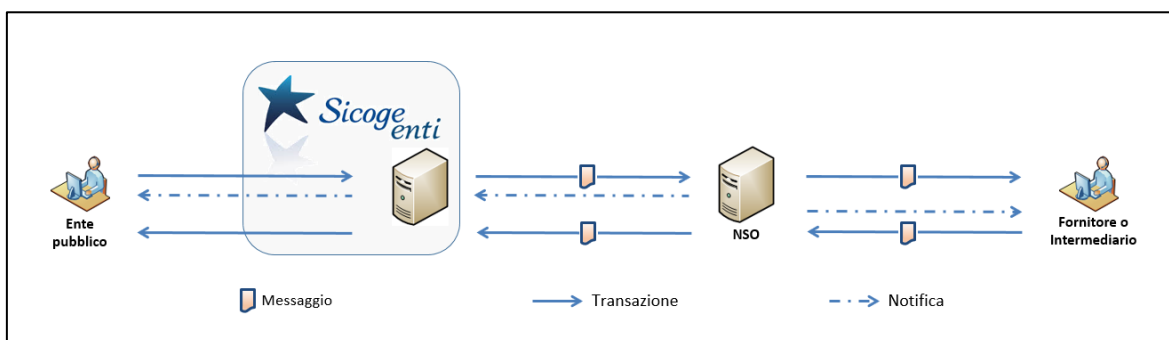 Sicoge
enti
Ente
pubblico
NSO
Fornitore o
Intermediario
Messaggio
Transazione
Notifica